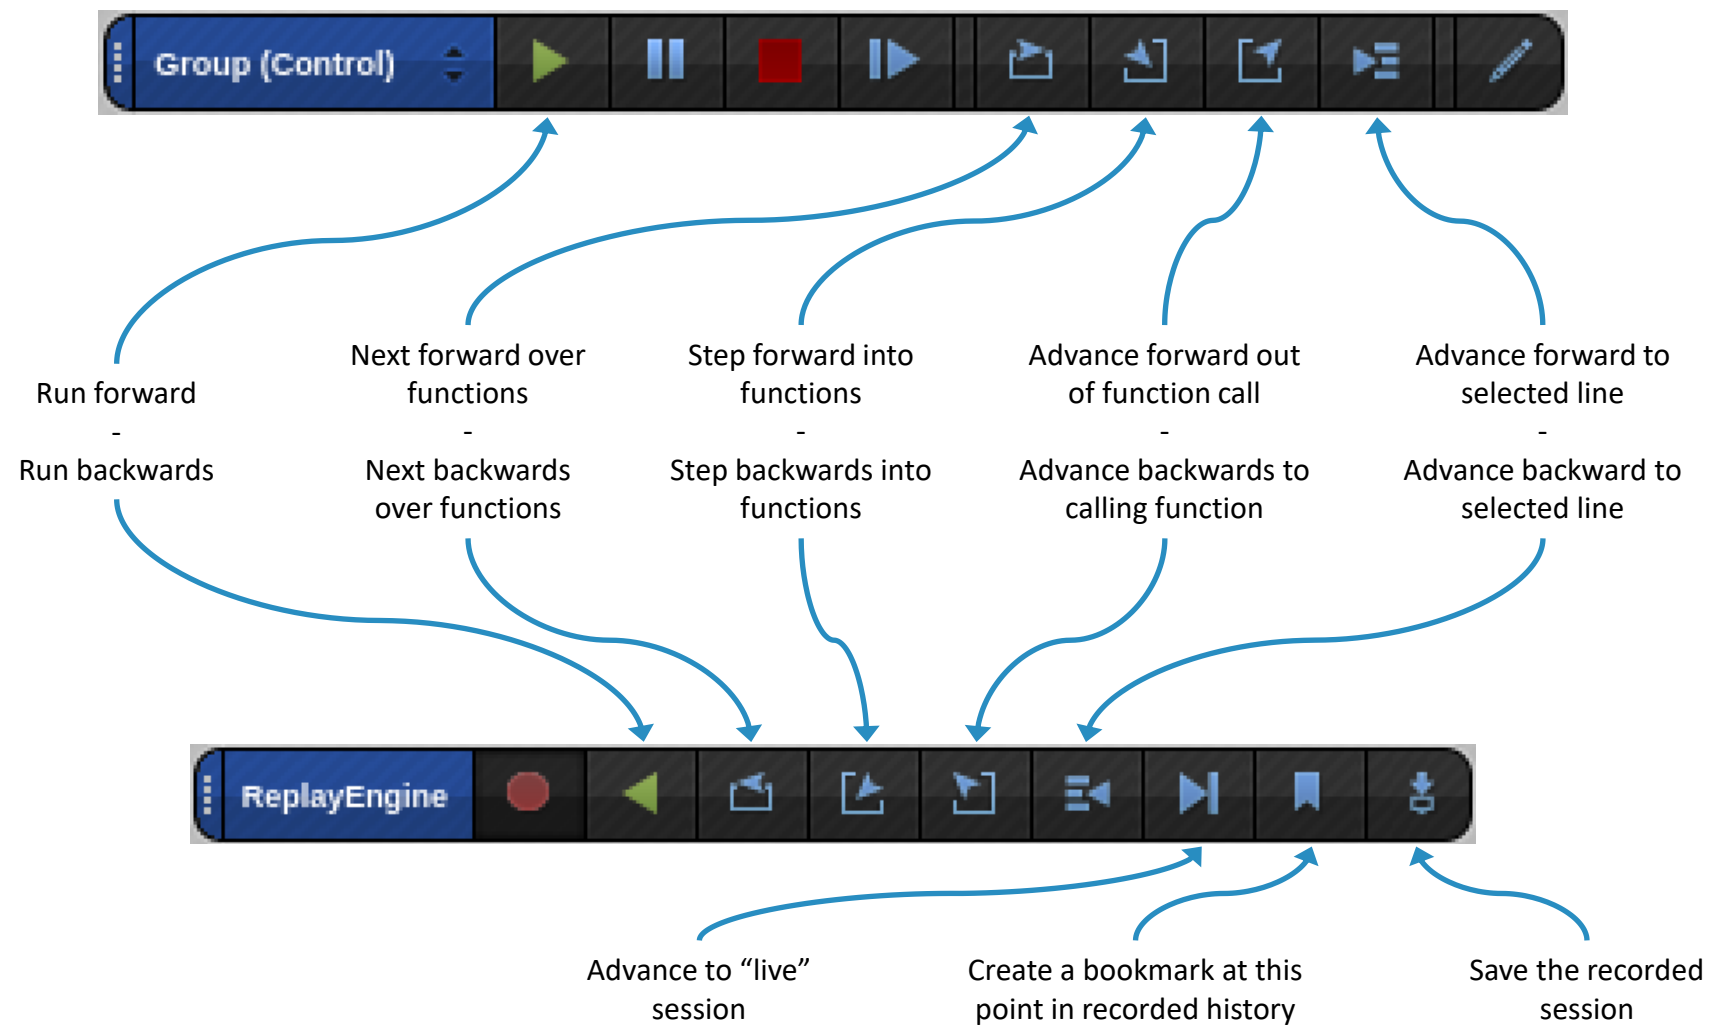 Group (Control)
Run forward
-
Run backwards
Next forward over
functions
-
Next backwards
over functions
Step forward into
functions
-
Step backwards into
functions
Advance forward out
of function call
-
Advance backwards to
calling function
Advance forward to
selected line
-
Advance backward to
selected line
ReplayEngine
Advance to “live”
session
Create a bookmark at this
point in recorded history
Save the recorded
session